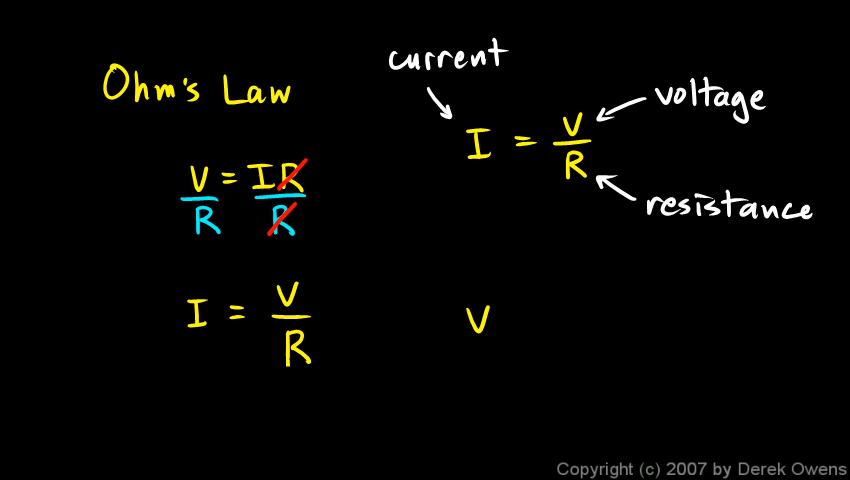 Ohm's Law
V = IR
R R
I = V
R
current
I = V
R
voltage
resistance
V
Copyright (c) 2007 by Derek Owens